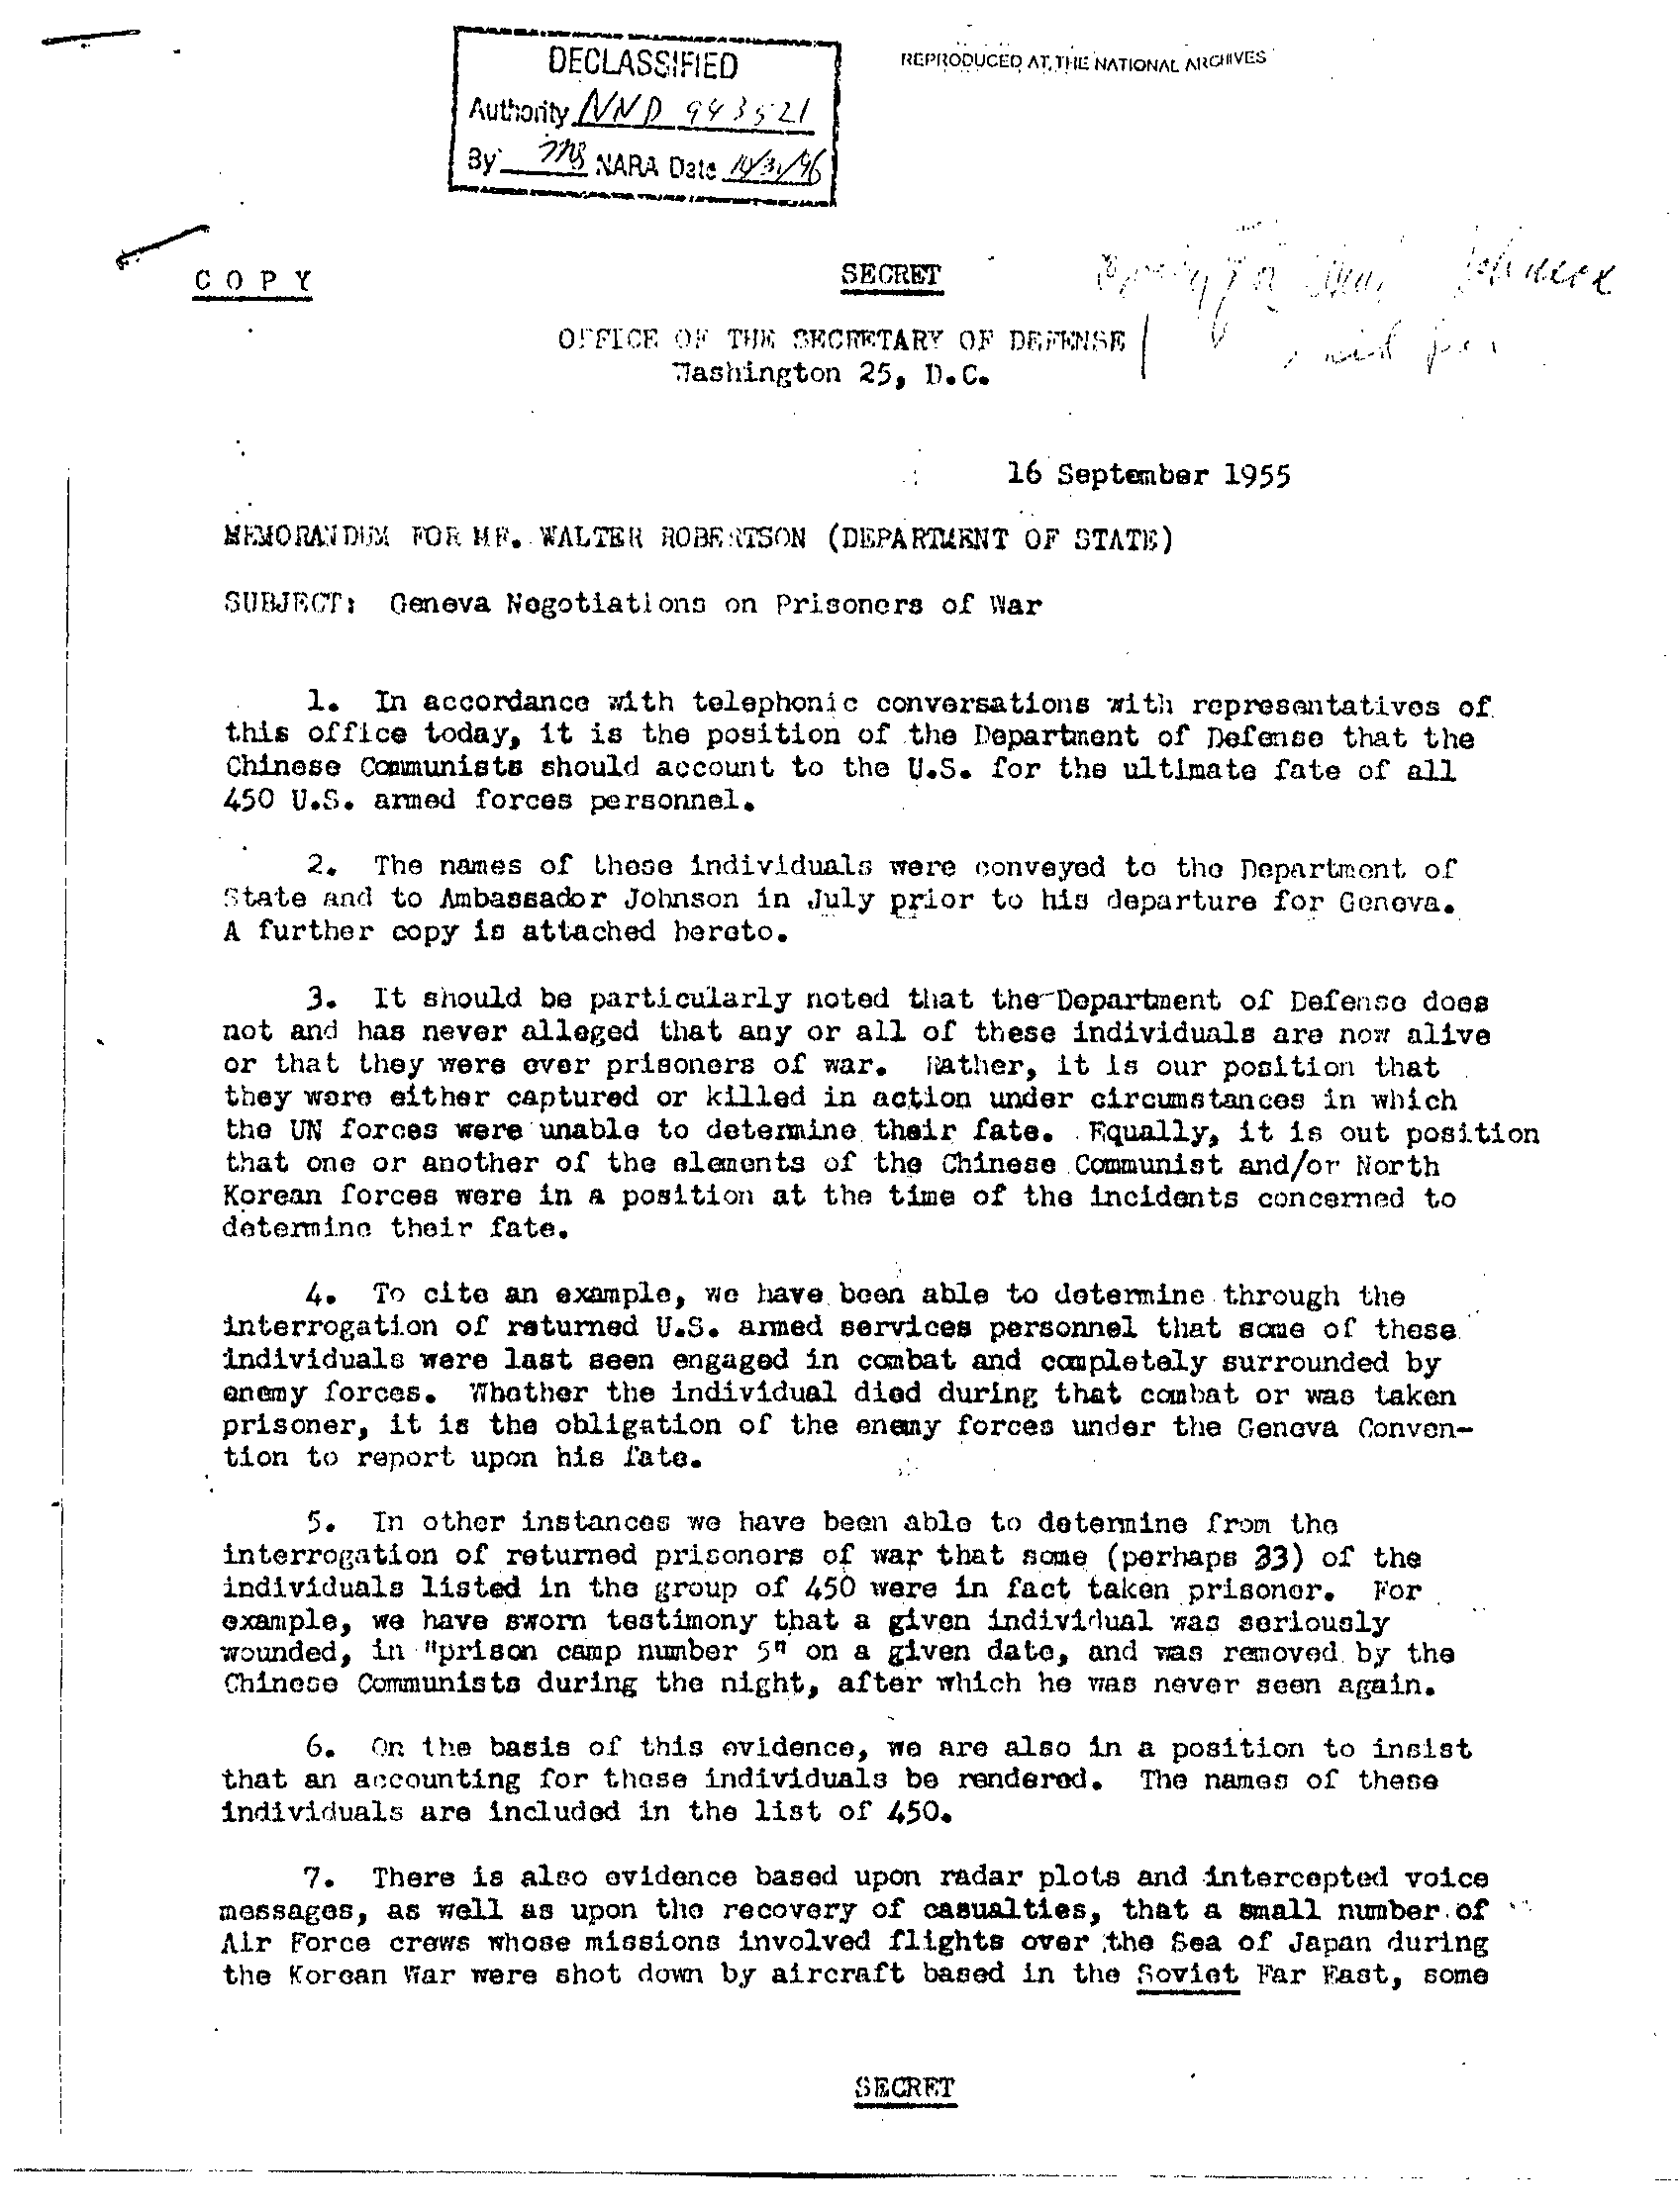 DECLASSIFIED
Authority NND 943521
By NARA Date
REPRODUCED AT THE NATIONAL ARCHIVES
COPY
SECRET
Johnson
OFFICE OF THE SECRETARY OF DEFENSE
Washington 25, D.C.
16 September 1955
MEMORANDUM FOR MR. WALTER ROBERTSON (DEPARTMENT OF STATE)
SUBJECT: Geneva Negotiations on Prisoners of War
1. In accordance with telephonic conversations with representatives of
this office today, it is the position of the Department of Defense that the
Chinese Communists should account to the U.S. for the ultimate fate of all
450 U.S. armed forces personnel.
2. The names of these individuals were conveyed to the Department of
State and to Ambassador Johnson in July prior to his departure for Geneva.
A further copy is attached hereto.
3. It should be particularly noted that the Department of Defense does
not and has never alleged that any or all of these individuals are now alive
or that they were ever prisoners of war. Rather, it is our position that
they were either captured or killed in action under circumstances in which
the UN forces were unable to determine their fate. Equally, it is out position
that one or another of the elements of the Chinese Communist and/or North
Korean forces were in a position at the time of the incidents concerned to
determine their fate.
4. To cite an example, we have been able to determine through the
interrogation of returned U.S. armed services personnel that some of these
individuals were last seen engaged in combat and completely surrounded by
enemy forces. Whether the individual died during that combat or was taken
prisoner, it is the obligation of the enemy forces under the Geneva Conven-
tion to report upon his fate.
5. In other instances we have been able to determine from the
interrogation of returned prisoners of war that some (perhaps 33) of the
individuals listed in the group of 450 were in fact taken prisoner. For
example, we have sworn testimony that a given individual was seriously
wounded, in "prison camp number 5" on a given date, and was removed by the
Chinese Communists during the night, after which he was never seen again.
6. On the basis of this evidence, we are also in a position to insist
that an accounting for these individuals be rendered. The names of these
individuals are included in the list of 450.
7. There is also evidence based upon radar plots and intercepted voice
messages, as well as upon the recovery of casualties, that a small number of
Air Force crews whose missions involved flights over the Sea of Japan during
the Korean War were shot down by aircraft based in the Soviet Far East, some
SECRET